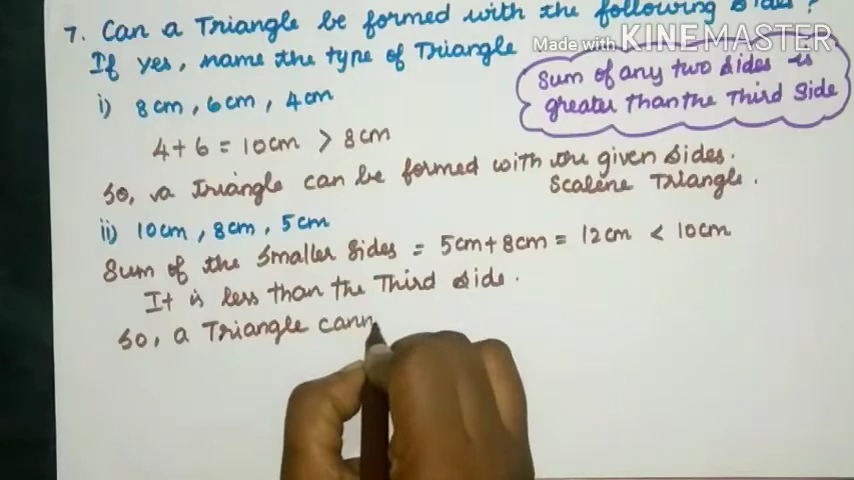 7. Can a Triangle be formed with the following sides?
If yes, name the type of Triangle
Made with KINEMASTER
Sum of any two sides is
greater than the Third Side
i) 8cm, 6cm, 4cm
4+6 = 10cm > 8cm
So, a Triangle can be formed with the given sides.
Scalene Triangle.
ii) 10cm, 8cm, 5cm
Sum of the smaller sides = 5cm+8cm = 12cm < 10cm
It is less than the Third side.
So, a Triangle cann